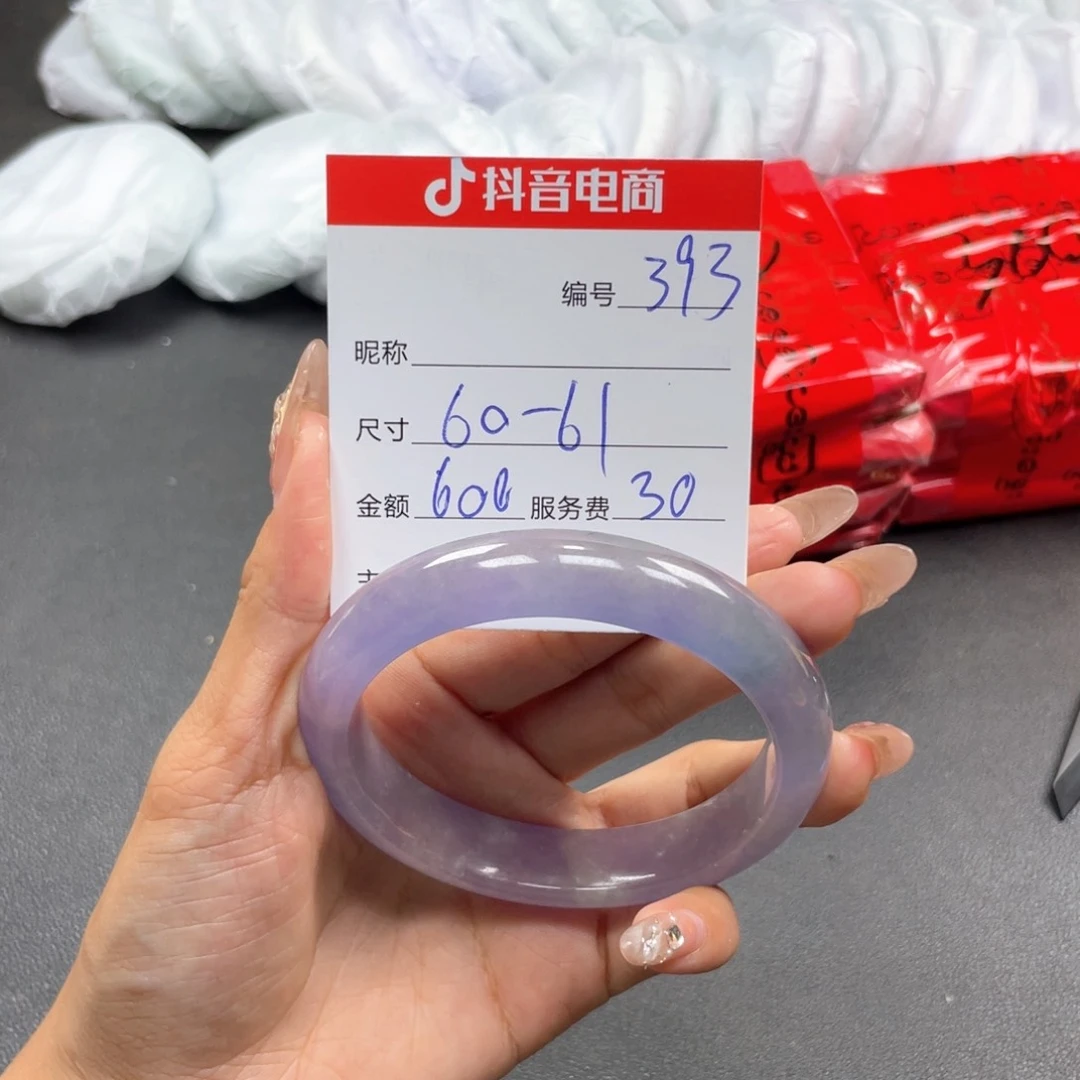 抖音电商
编号 393
昵称
尺寸 60-61
金额 600 服务费 30